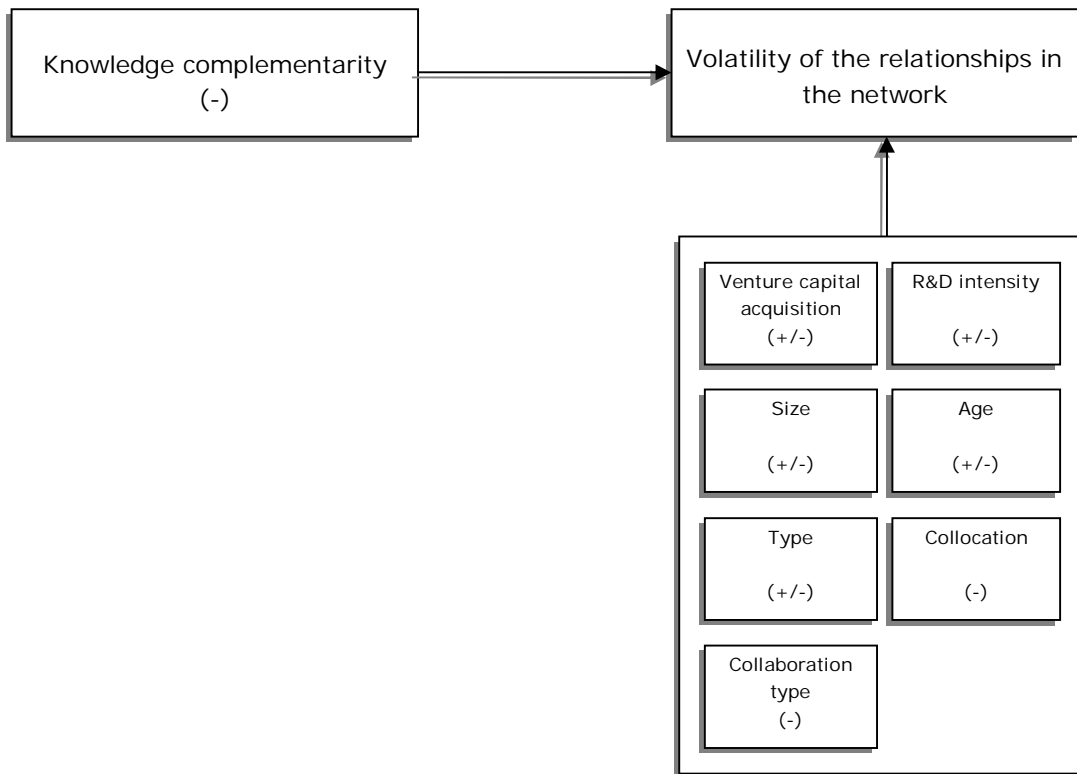 Knowledge complementarity
(-)
Volatility of the relationships in
the network
Venture capital
acquisition
(+/-)
R&D intensity
(+/-)
Size
(+/-)
Age
(+/-)
Type
(+/-)
Collocation
(-)
Collaboration
type
(-)